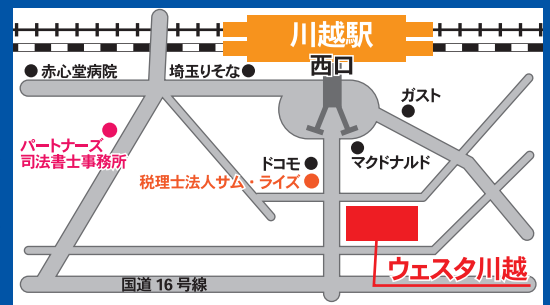 川越駅
西口
赤心堂病院
埼玉りそな
ガスト
パートナーズ
司法書士事務所
ドコモ
マクドナルド
税理士法人サム・ライズ
ウェスタ川越
国道16号線